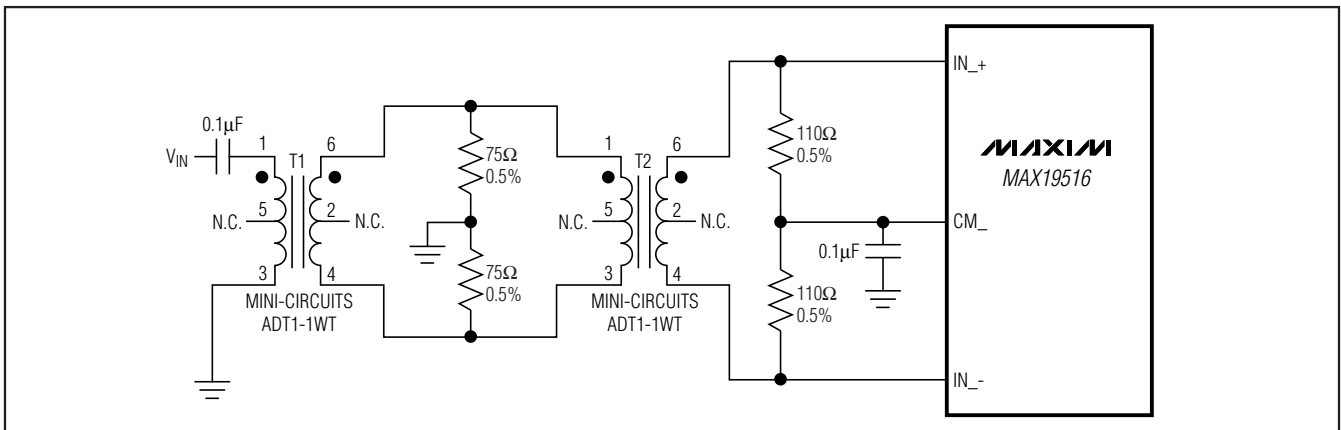 0.1µF
V_IN
1
6
T1
5
2
N.C.
N.C.
3
4
MINI-CIRCUITS
ADT1-1WT
75Ω
0.5%
75Ω
0.5%
1
6
T2
5
2
N.C.
N.C.
3
4
MINI-CIRCUITS
ADT1-1WT
110Ω
0.5%
0.1µF
110Ω
0.5%
IN_+
MAXIM
MAX19516
CM_
IN_-